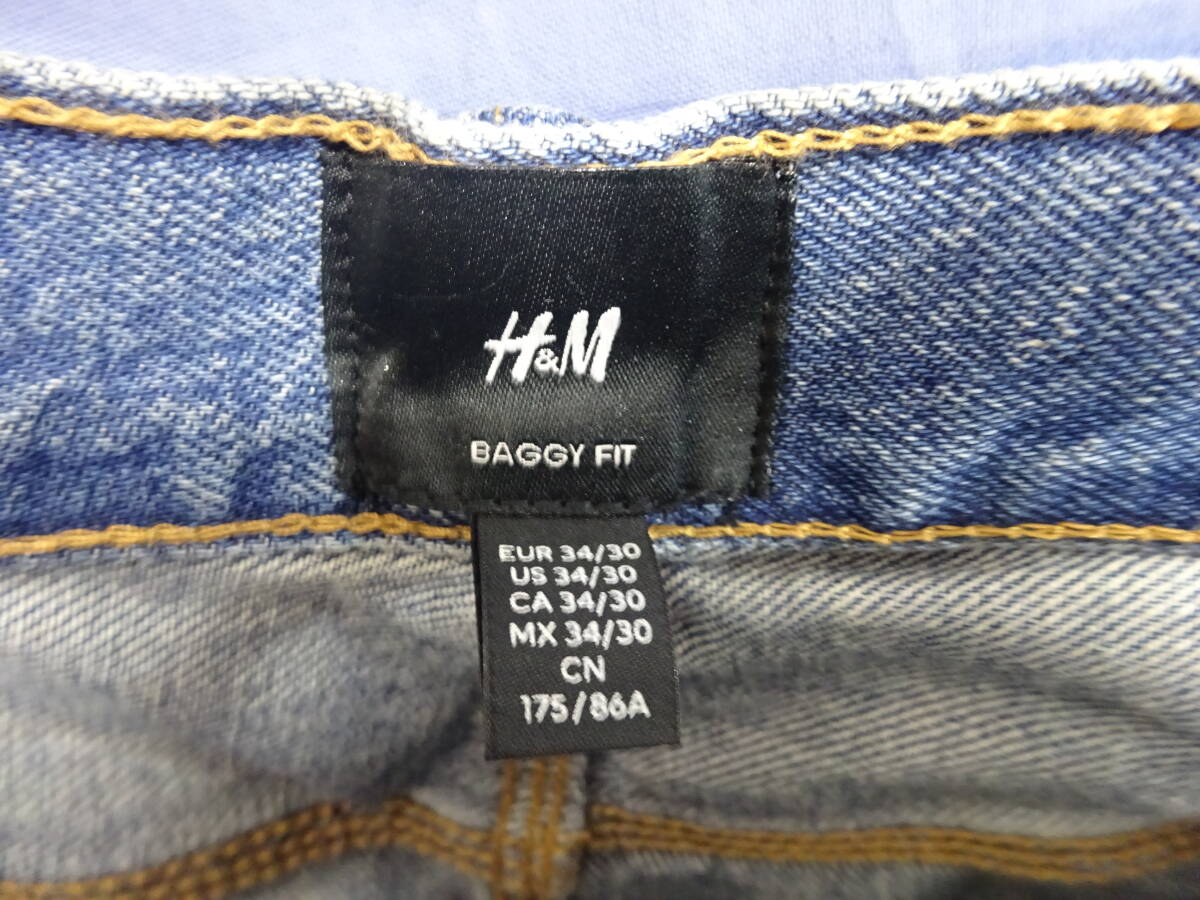 H&M
BAGGY FIT
EUR 34/30
US 34/30
CA 34/30
MX 34/30
CN
175/86A